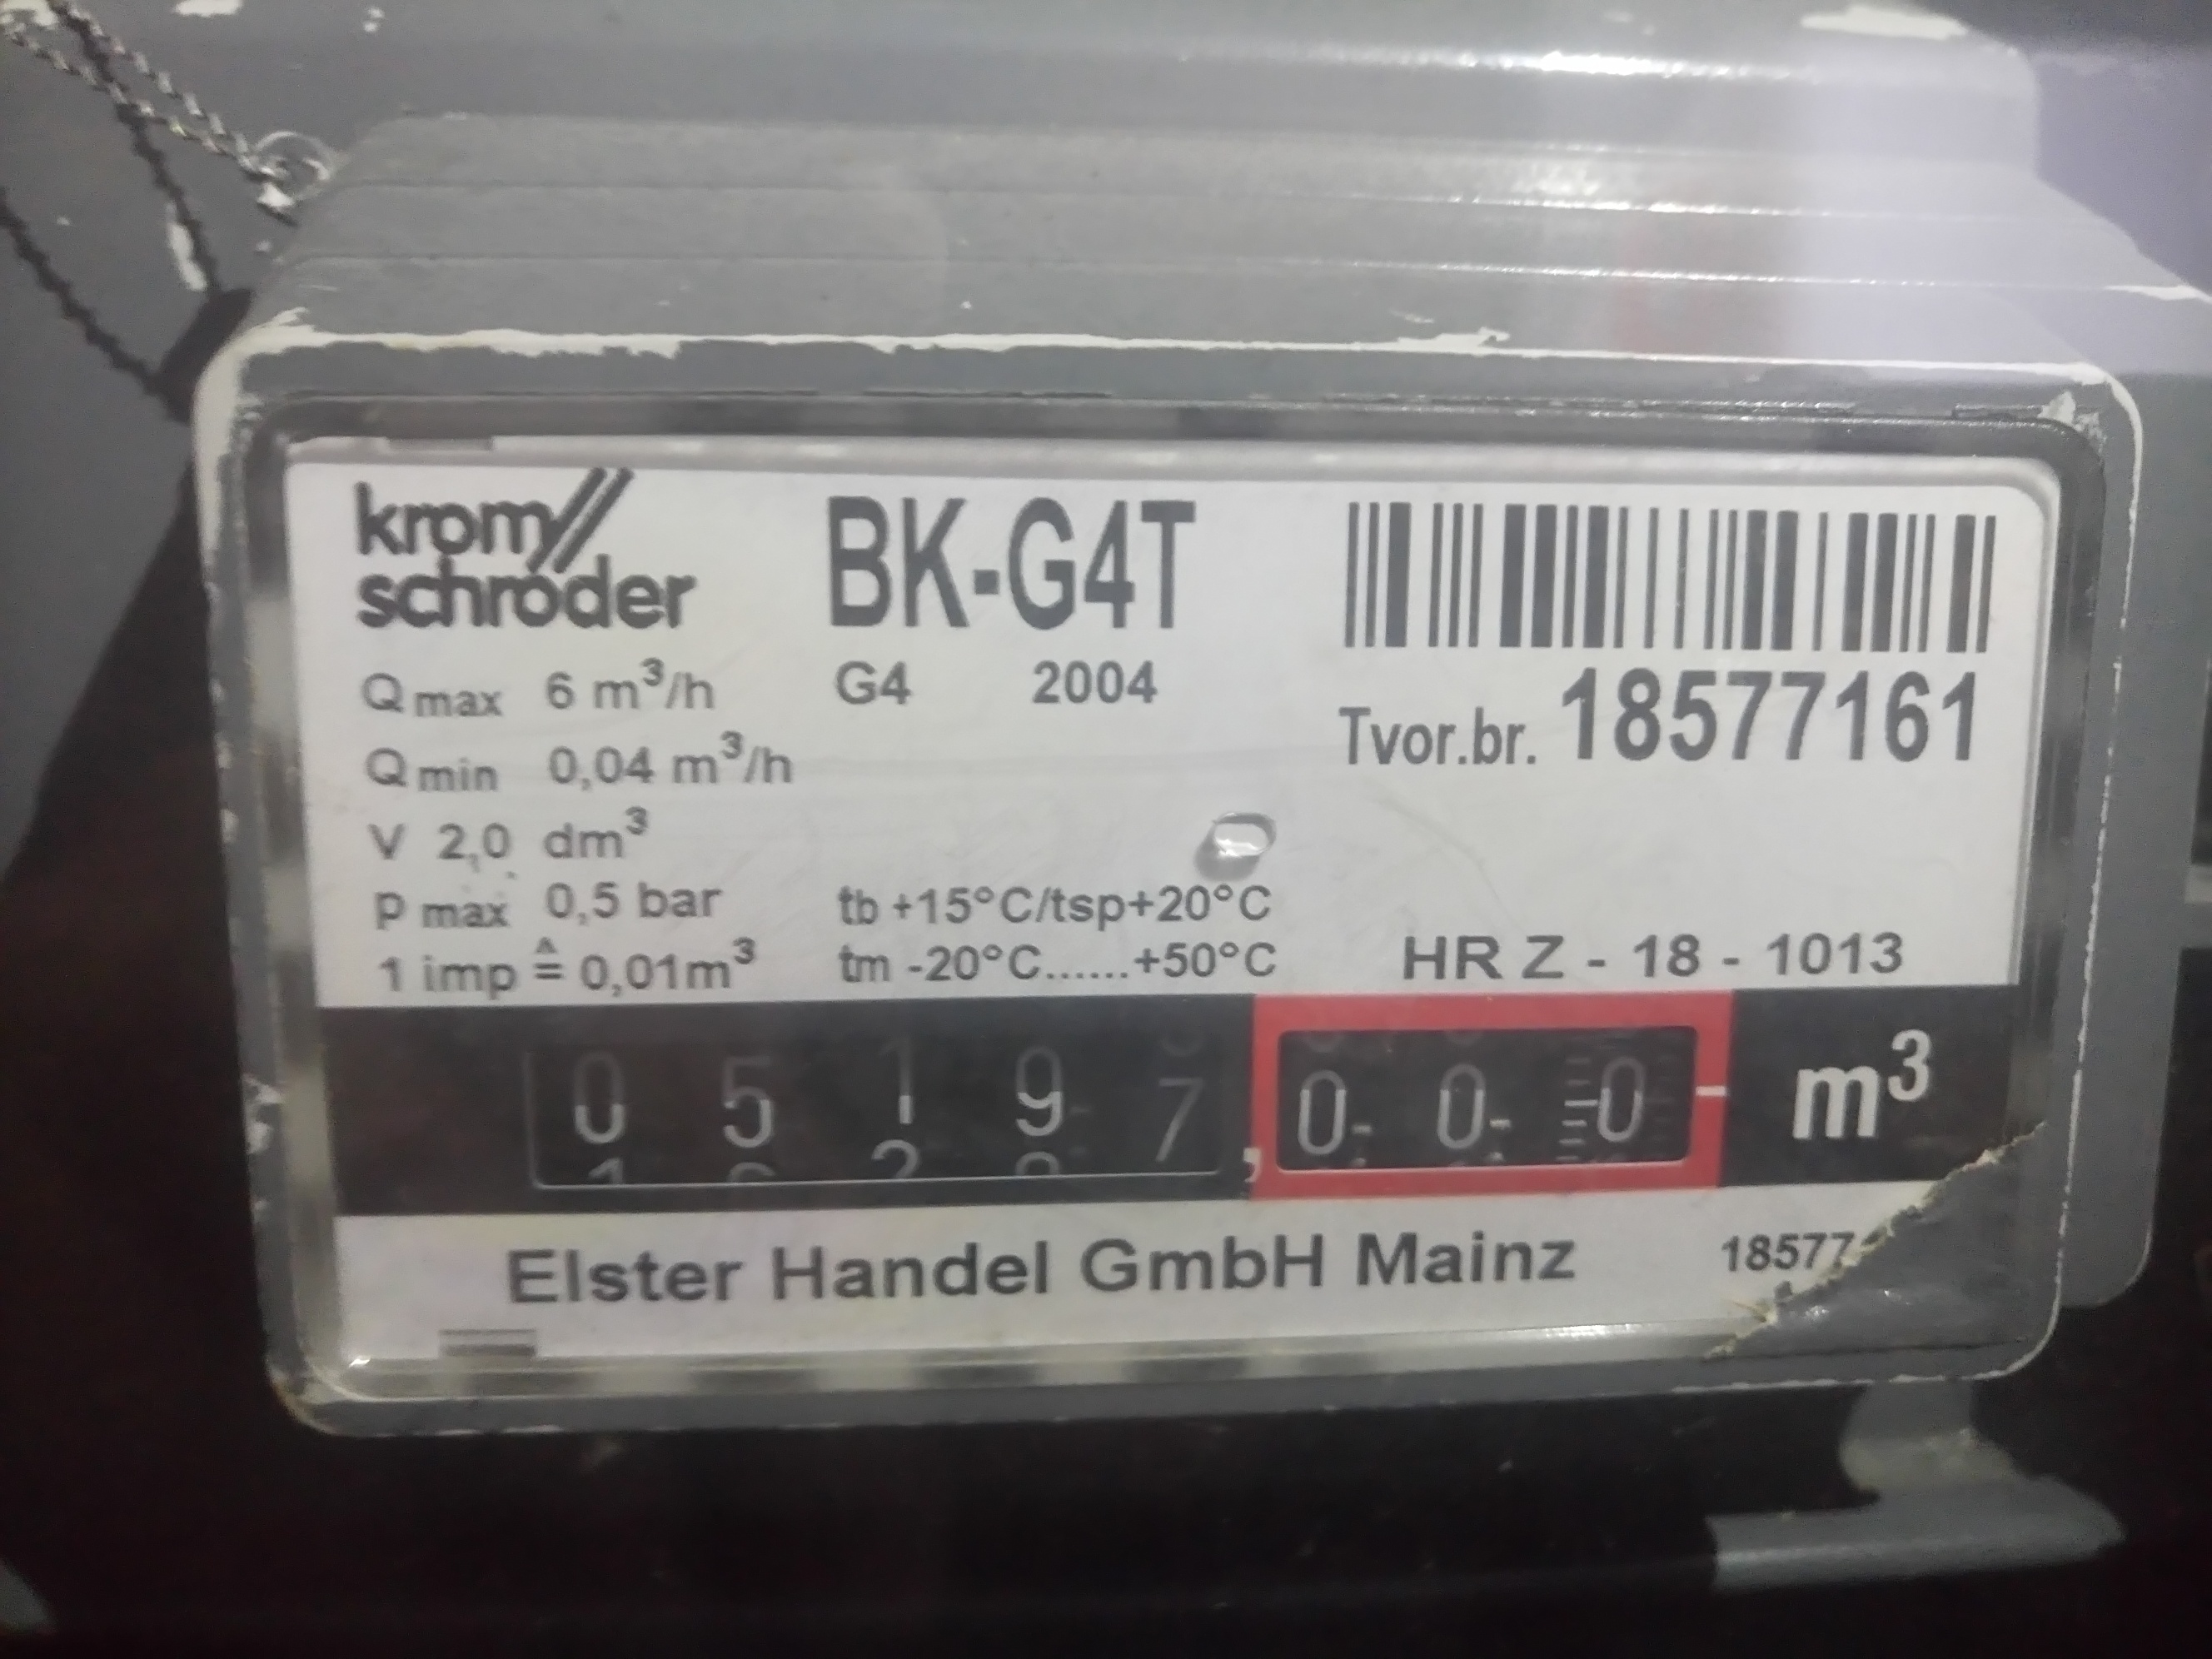 krom//
schröder
BK-G4T
G4 2004
Tvor.br. 18577161
Qmax 6 m³/h
Qmin 0,04 m³/h
V 2,0 dm³
p max 0,5 bar
1 imp ≙ 0,01m³
tb +15°C/tsp+20°C
tm -20°C......+50°C
HR Z - 18 - 1013
0 5 1 9 7 , 0 0 0 m³
Elster Handel GmbH Mainz
18577